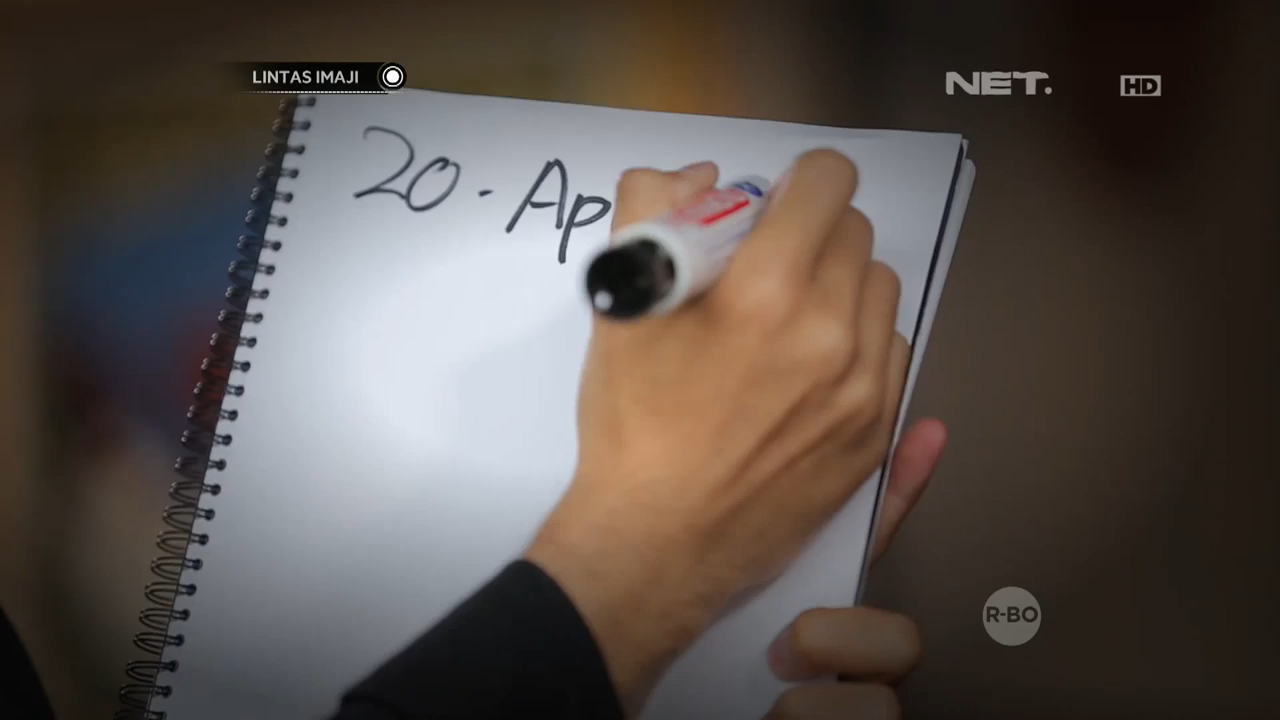 LINTAS IMAJI
NET.
HD
20 - Ap
R-BO